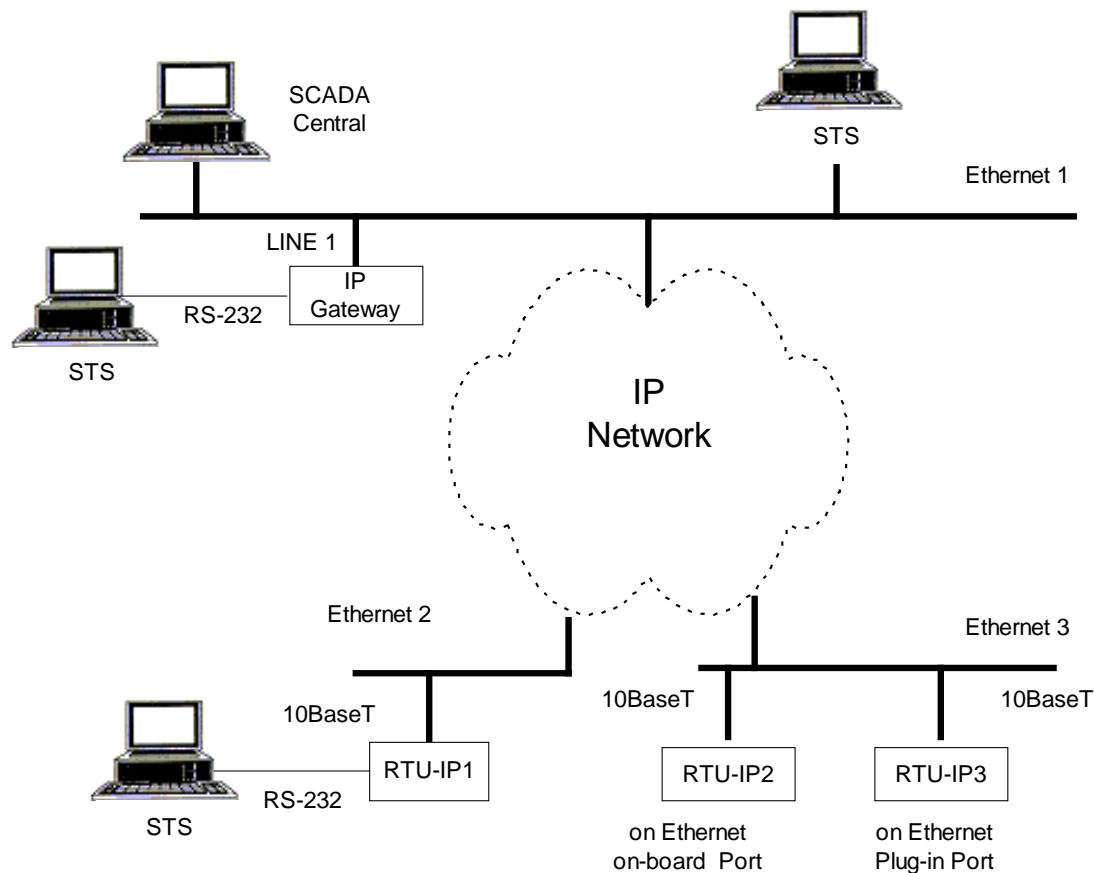 SCADA
Central
STS
Ethernet 1
LINE 1
IP
Gateway
RS-232
STS
IP
Network
Ethernet 2
Ethernet 3
10BaseT
10BaseT
10BaseT
RTU-IP1
RTU-IP2
RTU-IP3
RS-232
STS
on Ethernet
on-board Port
on Ethernet
Plug-in Port